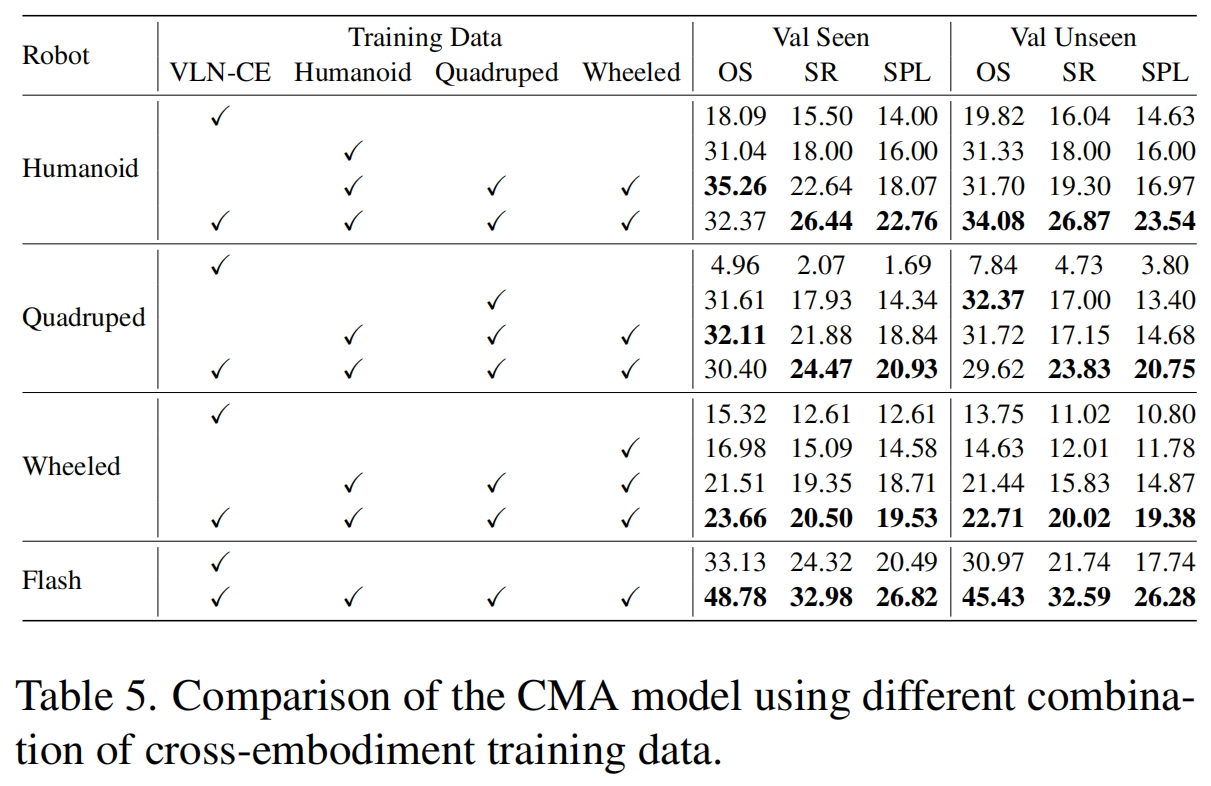 Robot Training Data Val Seen Val Unseen
VLN-CE Humanoid Quadruped Wheeled OS SR SPL OS SR SPL
Humanoid
✓ 18.09 15.50 14.00 19.82 16.04 14.63
✓ 31.04 18.00 16.00 31.33 18.00 16.00
✓ ✓ ✓ 35.26 22.64 18.07 31.70 19.30 16.97
✓ ✓ ✓ ✓ 32.37 26.44 22.76 34.08 26.87 23.54
Quadruped
✓ 4.96 2.07 1.69 7.84 4.73 3.80
✓ 31.61 17.93 14.34 32.37 17.00 13.40
✓ ✓ ✓ 32.11 21.88 18.84 31.72 17.15 14.68
✓ ✓ ✓ ✓ 30.40 24.47 20.93 29.62 23.83 20.75
Wheeled
✓ 15.32 12.61 12.61 13.75 11.02 10.80
✓ 16.98 15.09 14.58 14.63 12.01 11.78
✓ ✓ ✓ 21.51 19.35 18.71 21.44 15.83 14.87
✓ ✓ ✓ ✓ 23.66 20.50 19.53 22.71 20.02 19.38
Flash
✓ 33.13 24.32 20.49 30.97 21.74 17.74
✓ ✓ ✓ ✓ 48.78 32.98 26.82 45.43 32.59 26.28
Table 5. Comparison of the CMA model using different combina-
tion of cross-embodiment training data.